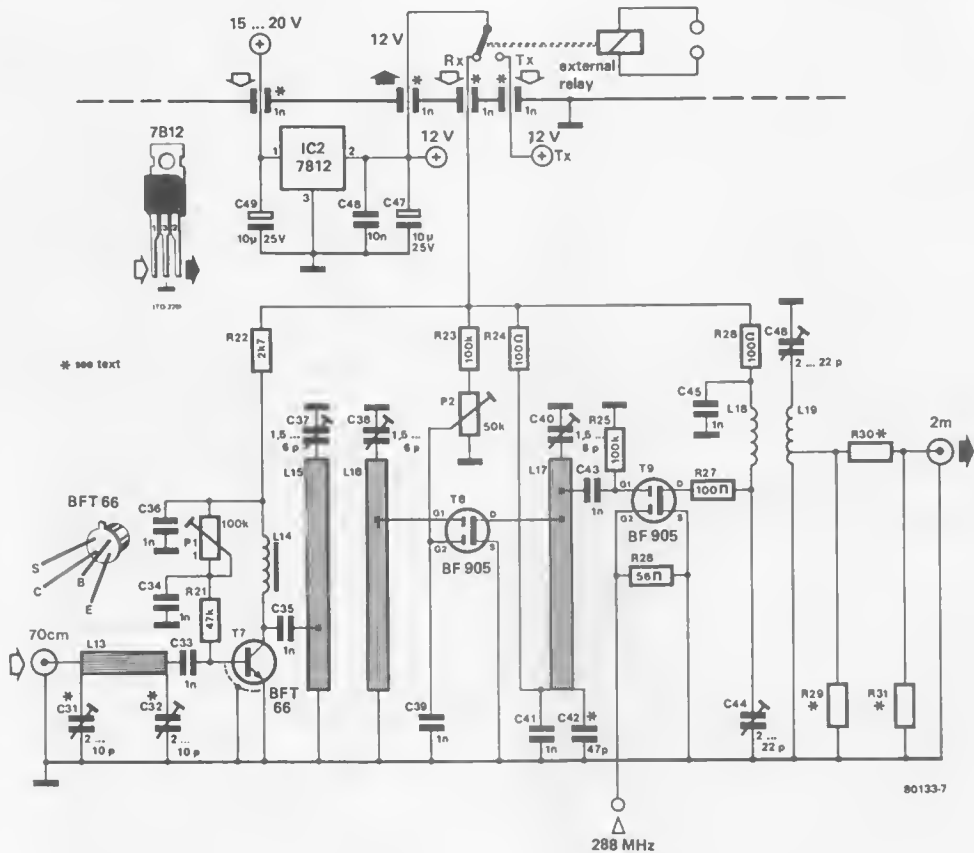 15 ... 20 V
12 V
Rx
Tx
external
relay
*
1n
*
1n
*
1n
*
1n
7B12
1
IC2
7812
2
3
12 V
12 V
Tx
C49
10µ
25V
C48
10n
C47
10µ
25V
* see text
R22
2k7
R23
100k
R24
100Ω
P2
50k
R28
100Ω
C46
2 ... 22 p
C45
1n
L18
L19
C37
1,5 ...
6 p
L15
C38
1,5 ...
6 p
L16
C40
1,5 ...
6 p
L17
R25
100k
C43
1n
T8
G1
G2
D
S
BF 905
T9
G1
G2
D
S
BF 905
R27
100Ω
R28
56Ω
R30*
2m
BFT 66
S
C
B
E
C36
1n
P1
100k
C34
1n
R21
47k
L14
C35
1n
70cm
L13
C33
1n
T7
BFT
66
C31
*
2 ...
10 p
C32
*
2 ...
10 p
C39
1n
C41
1n
C42
*
47p
C44
2 ...
22 p
R29
*
R31
*
80133-7
288 MHz